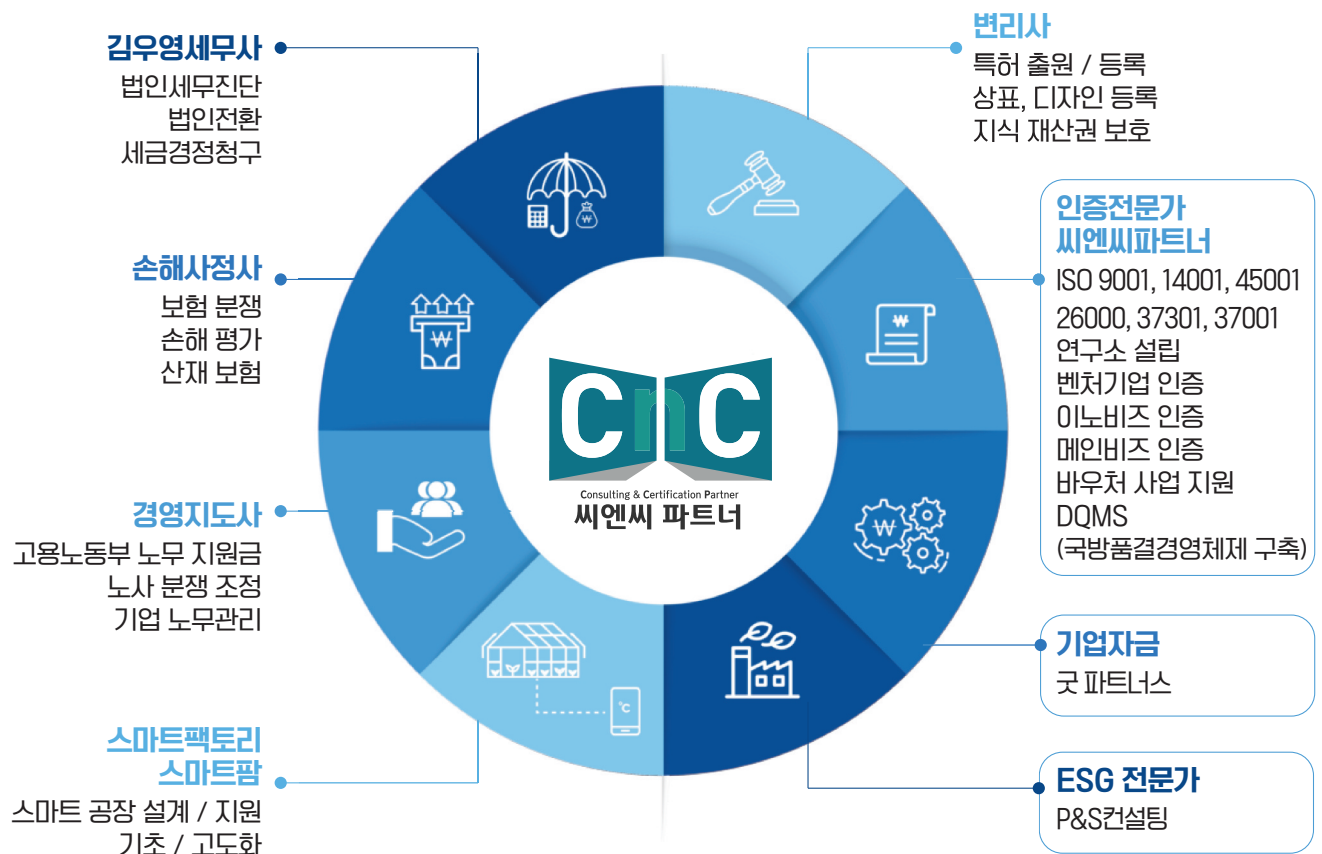 김우영세무사
법인세무진단
법인전환
세금경정청구
변리사
특허 출원 / 등록
상표, 디자인 등록
지식 재산권 보호
손해사정사
보험 분쟁
손해 평가
산재 보험
인증전문가
씨엔씨파트너
ISO 9001, 14001, 45001
26000, 37301, 37001
연구소 설립
벤처기업 인증
이노비즈 인증
메인비즈 인증
바우처 사업 지원
DQMS
(국방품결경영체제 구축)
CnC
Consulting & Certification Partner
씨엔씨 파트너
경영지도사
고용노동부 노무 지원금
노사 분쟁 조정
기업 노무관리
기업자금
굿 파트너스
스마트팩토리
스마트팜
스마트 공장 설계 / 지원
기초 / 고도화
ESG 전문가
P&S컨설팅
₩
₩
₩
₩
°C